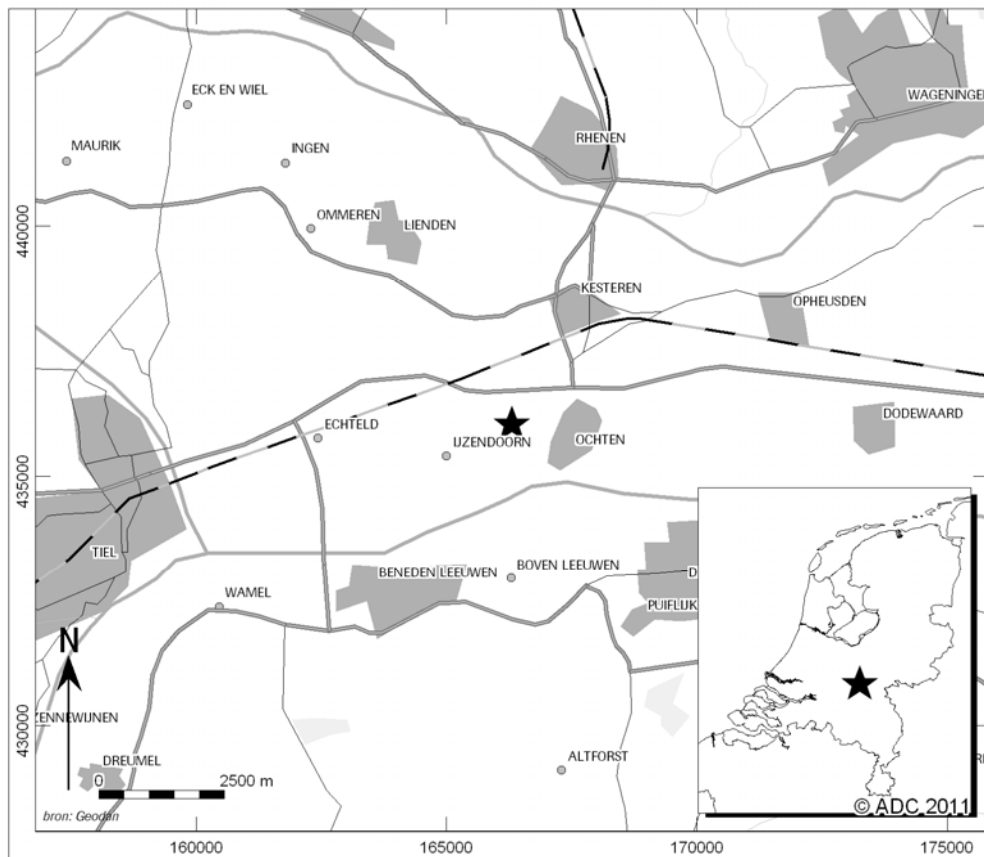 ECK EN WIEL
WAGENINGEN
MAURIK
INGEN
RHENEN
OMMEREN
LIENDEN
440000
KESTEREN
OPHEUSDEN
ECHTELD
IJZENDOORN
OCHTEN
DODEWAARD
435000
TIEL
BENEDEN LEEUWEN
BOVEN LEEUWEN
D
WAMEL
PUIFLIJK
N
430000
ZENNEWIJNEN
DREUMEL
ALTFORST
0 2500 m
bron: Geodan
© ADC 2011
160000 165000 170000 175000